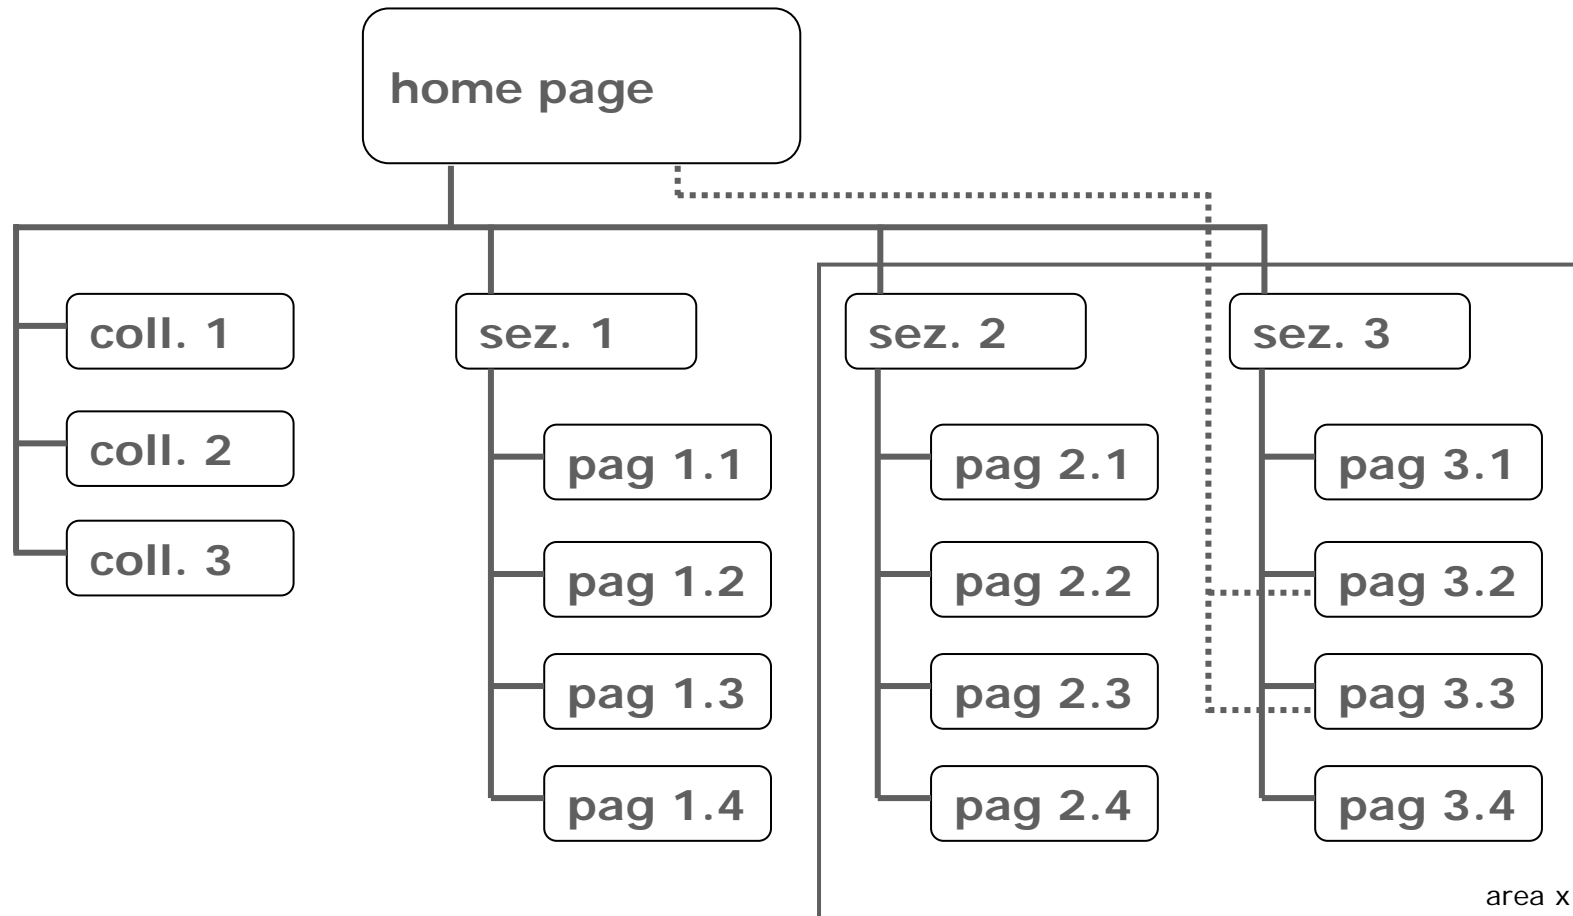 home page
coll. 1
coll. 2
coll. 3
sez. 1
pag 1.1
pag 1.2
pag 1.3
pag 1.4
sez. 2
pag 2.1
pag 2.2
pag 2.3
pag 2.4
sez. 3
pag 3.1
pag 3.2
pag 3.3
pag 3.4
area x